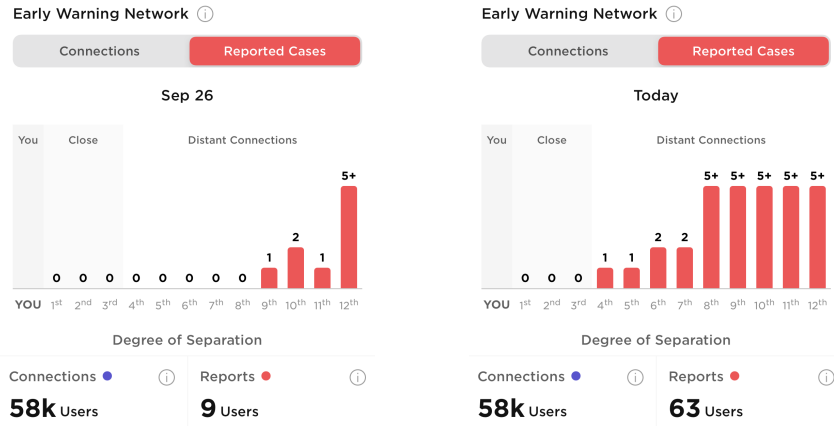 Early Warning Network
Connections Reported Cases
Sep 26
You Close Distant Connections
5+
2
1 1
0 0 0 0 0 0 0 0
YOU 1st 2nd 3rd 4th 5th 6th 7th 8th 9th 10th 11th 12th
Degree of Separation
Connections Reports
58k Users 9 Users
Early Warning Network
Connections Reported Cases
Today
You Close Distant Connections
5+ 5+ 5+ 5+ 5+
2 2
1 1
0 0 0
YOU 1st 2nd 3rd 4th 5th 6th 7th 8th 9th 10th 11th 12th
Degree of Separation
Connections Reports
58k Users 63 Users